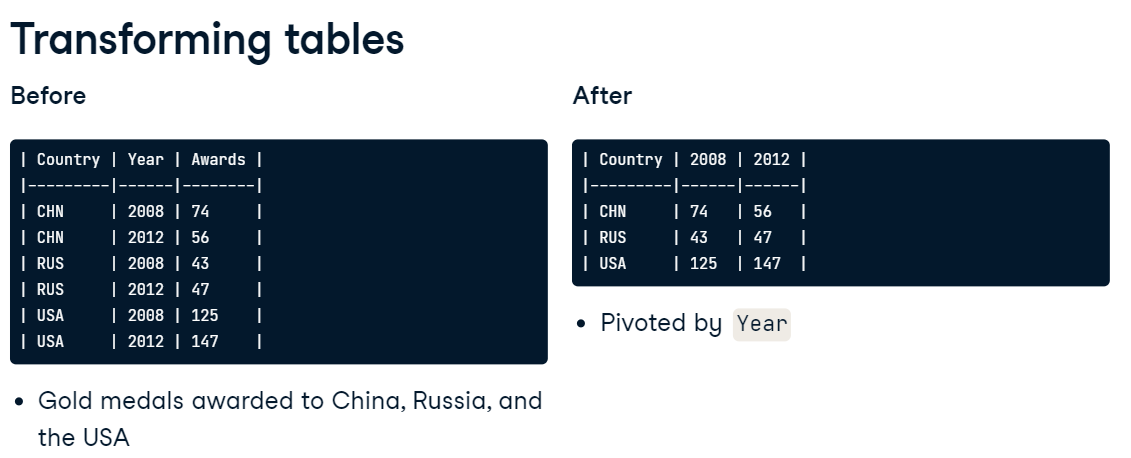 Transforming tables
Before
| Country | Year | Awards |
|---------|------|--------|
| CHN     | 2008 | 74     |
| CHN     | 2012 | 56     |
| RUS     | 2008 | 43     |
| RUS     | 2012 | 47     |
| USA     | 2008 | 125    |
| USA     | 2012 | 147    |
• Gold medals awarded to China, Russia, and
the USA
After
| Country | 2008 | 2012 |
|---------|------|------|
| CHN     | 74   | 56   |
| RUS     | 43   | 47   |
| USA     | 125  | 147  |
• Pivoted by Year